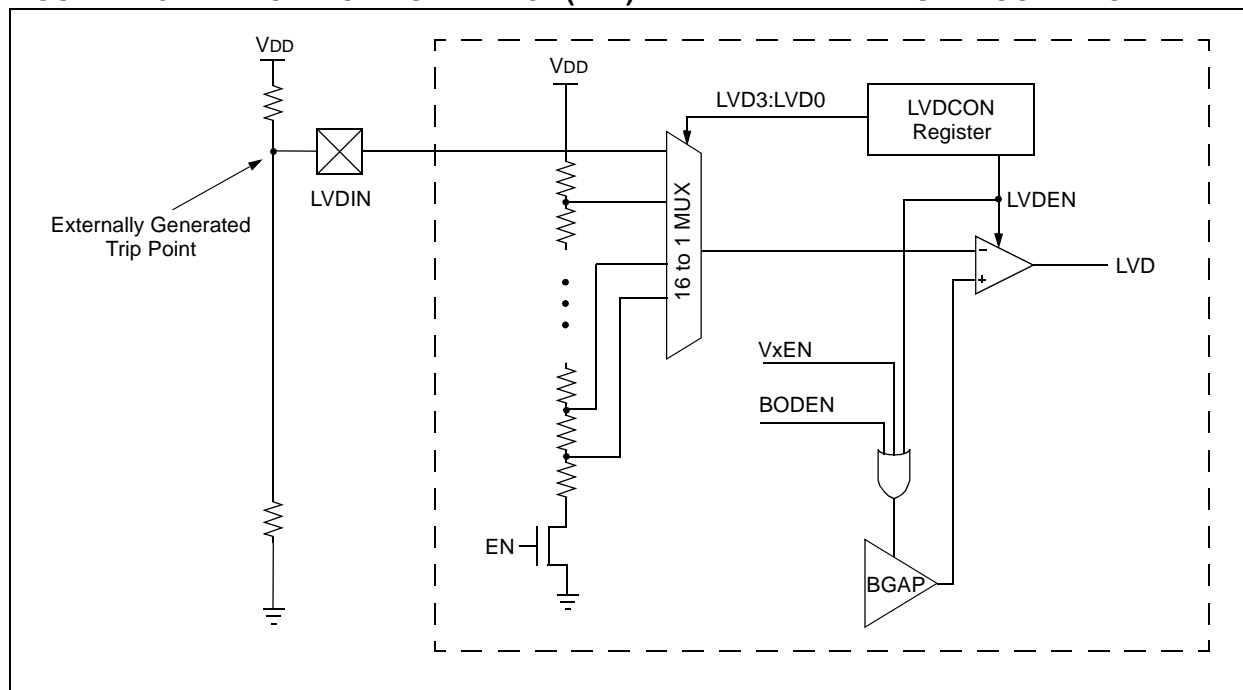 VDD
VDD
LVD3:LVD0
LVDCON
Register
LVDIN
Externally Generated
Trip Point
16 to 1 MUX
LVDEN
–
+
LVD
VxEN
BODEN
EN
BGAP